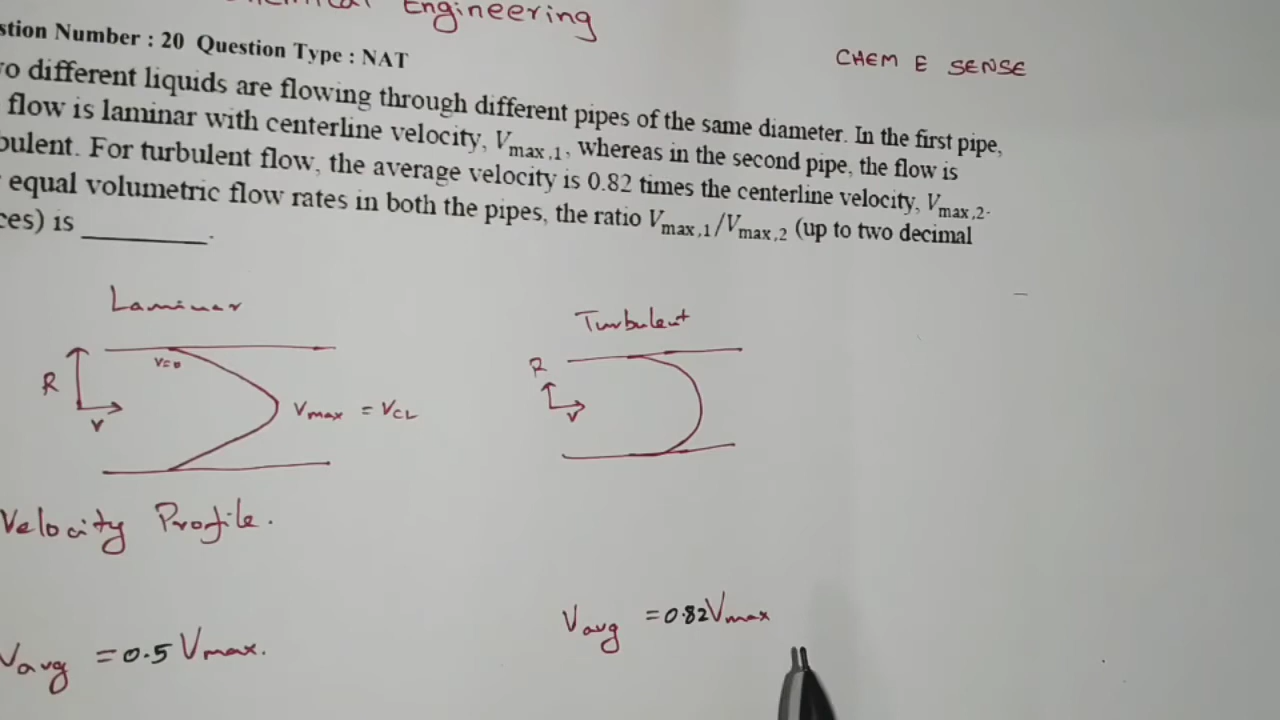 Engineering
CHEM E SENSE
stion Number : 20 Question Type : NAT
o different liquids are flowing through different pipes of the same diameter. In the first pipe,
flow is laminar with centerline velocity, Vmax,1, whereas in the second pipe, the flow is
bulent. For turbulent flow, the average velocity is 0.82 times the centerline velocity, Vmax,2.
equal volumetric flow rates in both the pipes, the ratio Vmax,1/Vmax,2 (up to two decimal
ces) is ________.
Laminar
Turbulent
V=0
R
V
Vmax = VCL
R
V
Velocity Profile.
Vavg = 0.5 Vmax.
Vavg = 0.82Vmax